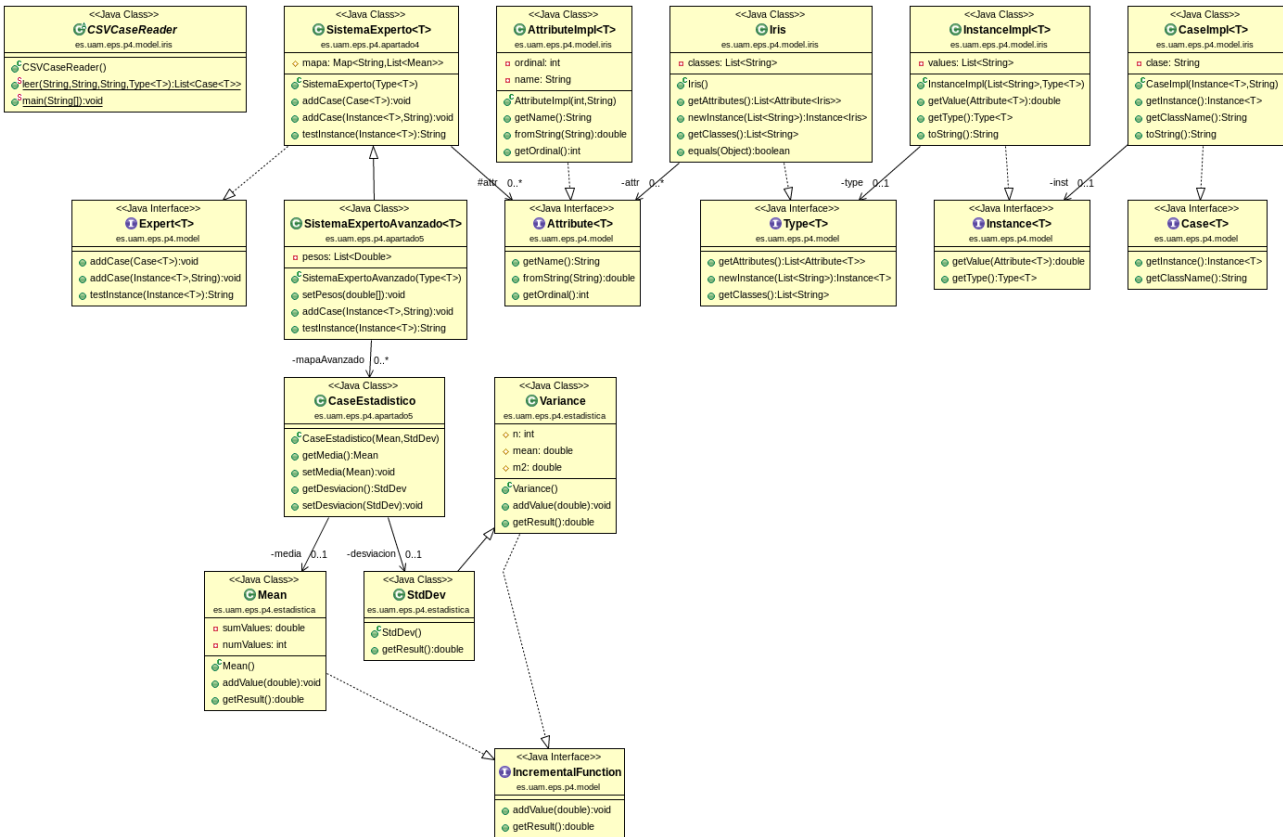 <<Java Class>>
CSVCaseReader
es.uam.eps.p4.model.iris
CSVCaseReader()
leer(String,String,String,Type<T>):List<Case<T>>
main(String[]):void
<<Java Class>>
SistemaExperto<T>
es.uam.eps.p4.apartado4
mapa: Map<String,List<Mean>>
SistemaExperto(Type<T>)
addCase(Case<T>):void
addCase(Instance<T>,String):void
testInstance(Instance<T>):String
<<Java Class>>
AttributeImpl<T>
es.uam.eps.p4.model.iris
ordinal: int
name: String
AttributeImpl(int,String)
getName():String
fromString(String):double
getOrdinal():int
<<Java Class>>
Iris
es.uam.eps.p4.model.iris
classes: List<String>
Iris()
getAttributes():List<Attribute<Iris>>
newInstance(List<String>):Instance<Iris>
getClasses():List<String>
equals(Object):boolean
<<Java Class>>
InstanceImpl<T>
es.uam.eps.p4.model.iris
values: List<String>
InstanceImpl(List<String>,Type<T>)
getValue(Attribute<T>):double
getType():Type<T>
toString():String
<<Java Class>>
CaseImpl<T>
es.uam.eps.p4.model.iris
clase: String
CaseImpl(Instance<T>,String)
getInstance():Instance<T>
getClassName():String
toString():String
#attr 0..*
-attr 0..*
-type 0..1
-inst 0..1
<<Java Interface>>
Expert<T>
es.uam.eps.p4.model
addCase(Case<T>):void
addCase(Instance<T>,String):void
testInstance(Instance<T>):String
<<Java Class>>
SistemaExpertoAvanzado<T>
es.uam.eps.p4.apartado5
pesos: List<Double>
SistemaExpertoAvanzado(Type<T>)
setPesos(double[]):void
addCase(Instance<T>,String):void
testInstance(Instance<T>):String
<<Java Interface>>
Attribute<T>
es.uam.eps.p4.model
getName():String
fromString(String):double
getOrdinal():int
<<Java Interface>>
Type<T>
es.uam.eps.p4.model
getAttributes():List<Attribute<T>>
newInstance(List<String>):Instance<T>
getClasses():List<String>
<<Java Interface>>
Instance<T>
es.uam.eps.p4.model
getValue(Attribute<T>):double
getType():Type<T>
<<Java Interface>>
Case<T>
es.uam.eps.p4.model
getInstance():Instance<T>
getClassName():String
-mapaAvanzado 0..*
<<Java Class>>
CaseEstadistico
es.uam.eps.p4.apartado5
CaseEstadistico(Mean,StdDev)
getMedia():Mean
setMedia(Mean):void
getDesviacion():StdDev
setDesviacion(StdDev):void
<<Java Class>>
Variance
es.uam.eps.p4.estadistica
n: int
mean: double
m2: double
Variance()
addValue(double):void
getResult():double
-media 0..1
-desviacion 0..1
<<Java Class>>
Mean
es.uam.eps.p4.estadistica
sumValues: double
numValues: int
Mean()
addValue(double):void
getResult():double
<<Java Class>>
StdDev
es.uam.eps.p4.estadistica
StdDev()
getResult():double
<<Java Interface>>
IncrementalFunction
es.uam.eps.p4.model
addValue(double):void
getResult():double